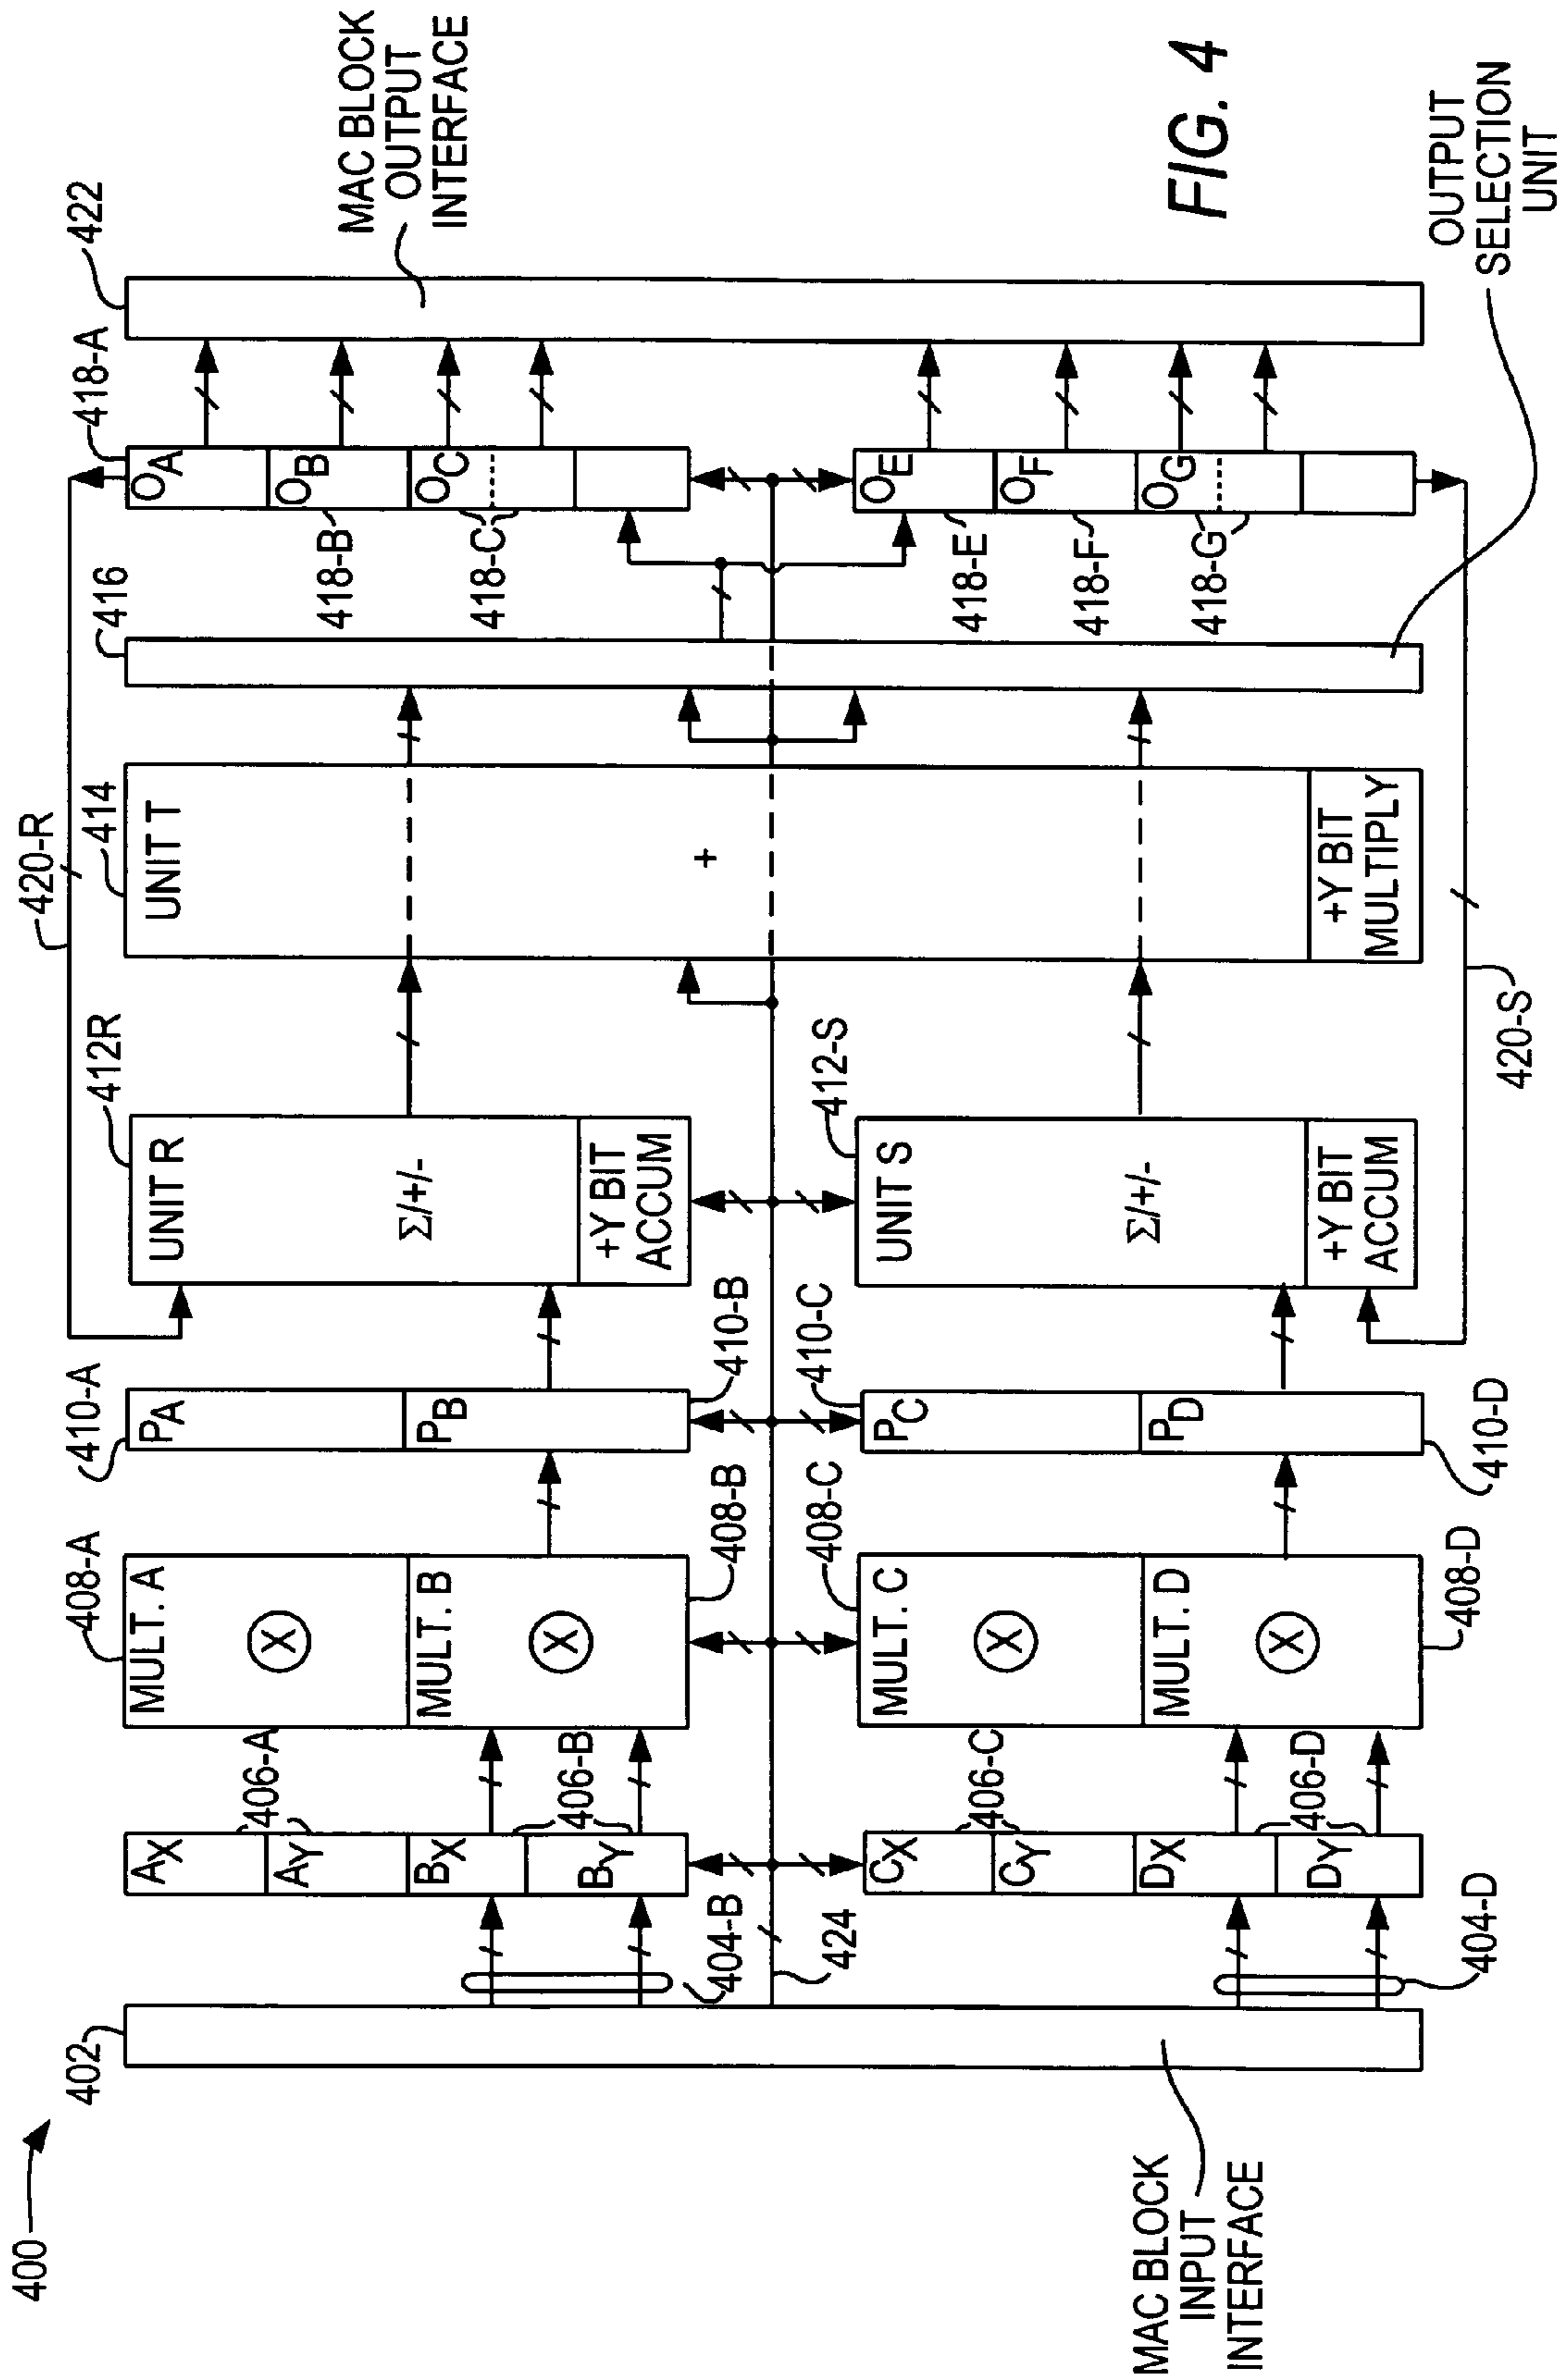 400
402
MAC BLOCK
INPUT
INTERFACE
404-B
424
404-D
AX
AY
BX
BY
CX
CY
DX
DY
406-A
406-B
406-C
406-D
408-A
MULT. A
X
MULT. B
X
408-B
408-C
MULT. C
X
MULT. D
X
408-D
410-A
PA
PB
410-B
410-C
PC
PD
410-D
412R
UNIT R
Σ/+/-
+Y BIT
ACCUM
412-S
UNIT S
Σ/+/-
+Y BIT
ACCUM
420-R
420-S
414
UNIT T
+
+Y BIT
MULTIPLY
416
OUTPUT
SELECTION
UNIT
418-A
OA
OB
OC
418-B
418-C
OE
OF
OG
418-E
418-F
418-G
422
MAC BLOCK
OUTPUT
INTERFACE
FIG. 4